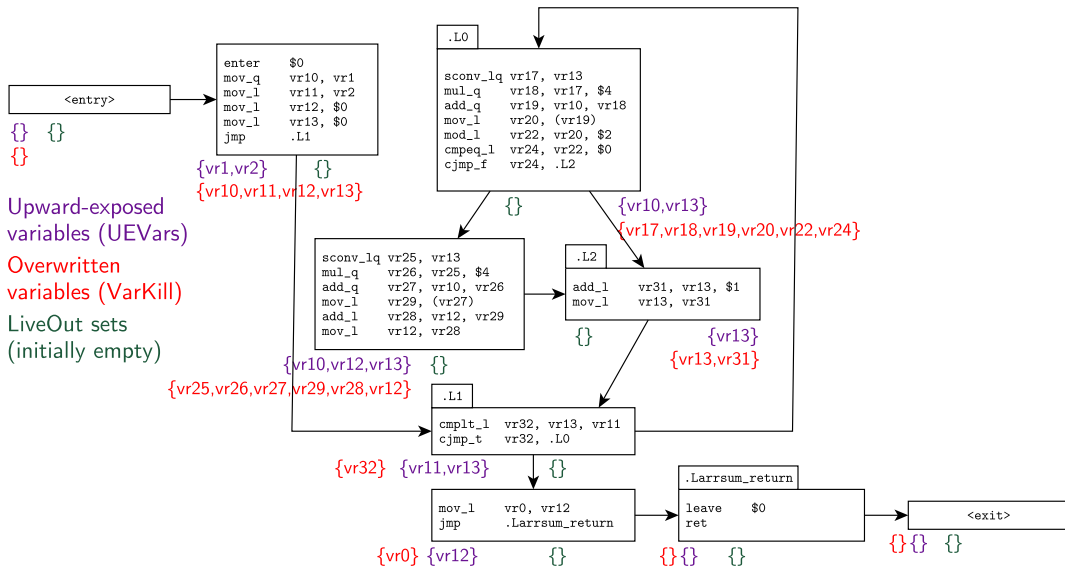 <entry>
{} {}
{}
enter $0
mov_q vr10, vr1
mov_l vr11, vr2
mov_l vr12, $0
mov_l vr13, $0
jmp .L1
{vr1,vr2} {}
{vr10,vr11,vr12,vr13}
.L0
sconv_lq vr17, vr13
mul_q vr18, vr17, $4
add_q vr19, vr10, vr18
mov_l vr20, (vr19)
mod_l vr22, vr20, $2
cmpeq_l vr24, vr22, $0
cjmp_f vr24, .L2
{} {vr10,vr13}
{vr17,vr18,vr19,vr20,vr22,vr24}
Upward-exposed
variables (UEVars)
Overwritten
variables (VarKill)
LiveOut sets
(initially empty)
sconv_lq vr25, vr13
mul_q vr26, vr25, $4
add_q vr27, vr10, vr26
mov_l vr29, (vr27)
add_l vr28, vr12, vr29
mov_l vr12, vr28
{vr10,vr12,vr13} {}
{vr25,vr26,vr27,vr29,vr28,vr12}
.L2
add_l vr31, vr13, $1
mov_l vr13, vr31
{} {vr13}
{vr13,vr31}
.L1
cmplt_l vr32, vr13, vr11
cjmp_t vr32, .L0
{vr32} {vr11,vr13} {}
mov_l vr0, vr12
jmp .Larrsum_return
{vr0} {vr12} {}
.Larrsum_return
leave $0
ret
{} {} {}
<exit>
{} {} {}